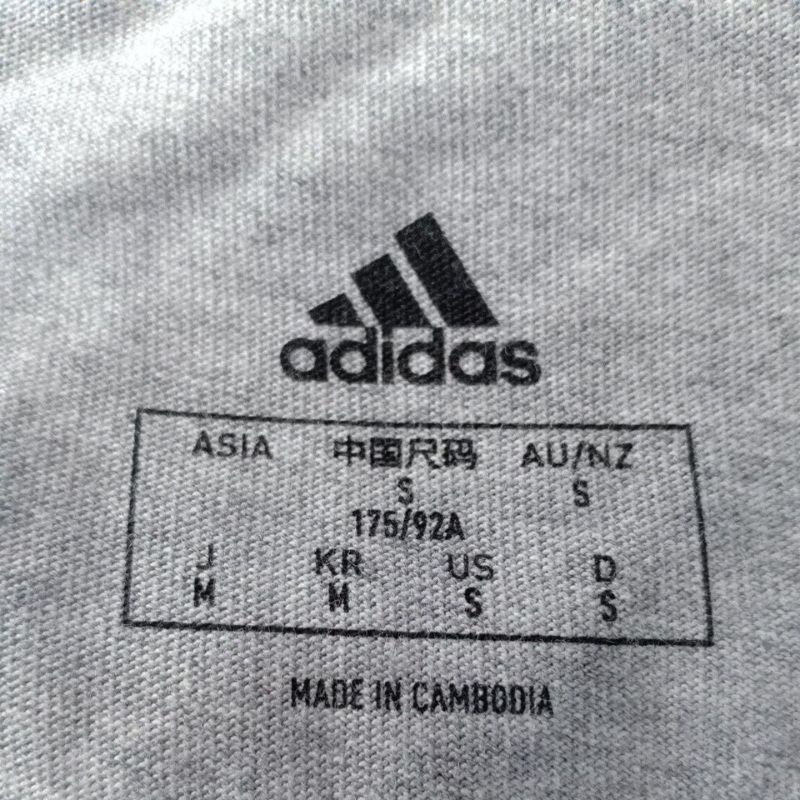 adidas
ASIA 中国尺码 AU/NZ
S S
175/92A
J KR US D
M M S S
MADE IN CAMBODIA